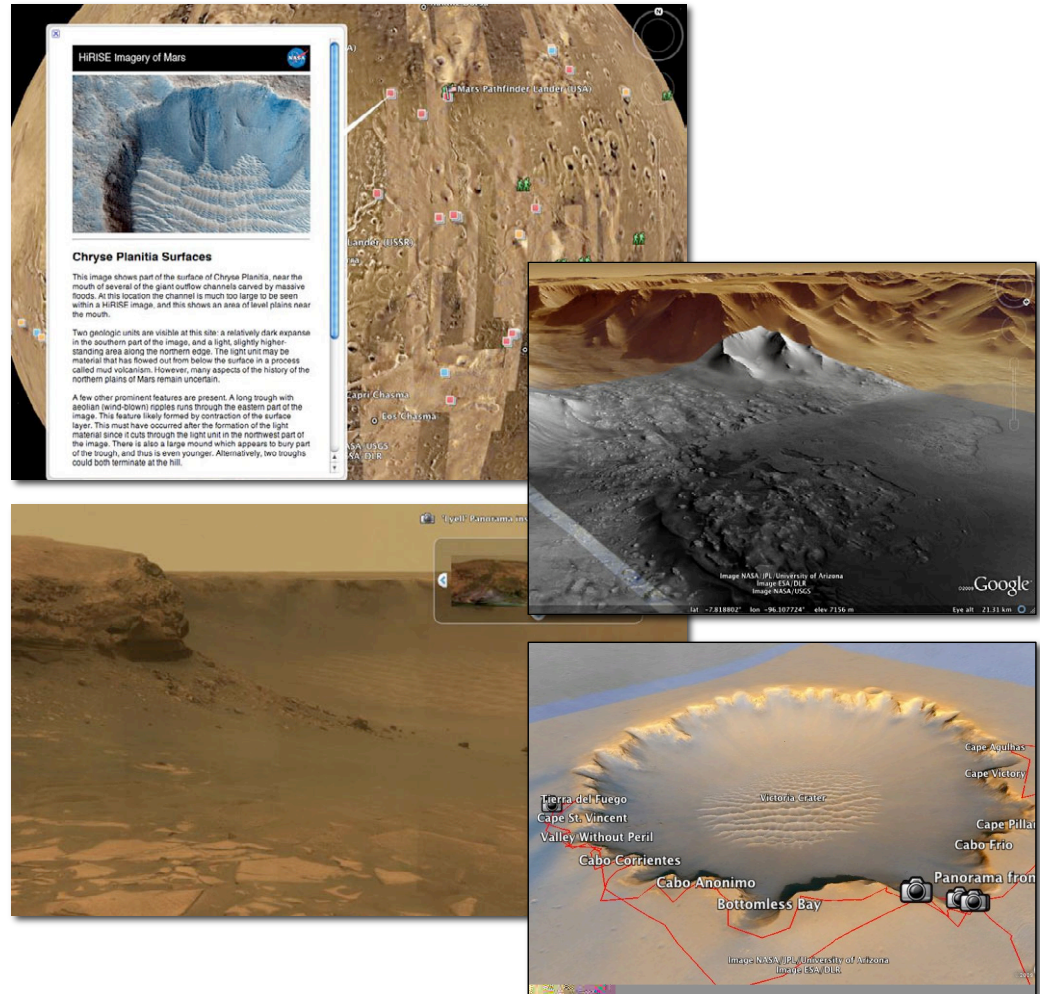 HiRISE Imagery of Mars
NASA
Chryse Planitia Surfaces
This image shows part of the surface of Chryse Planitia, near the
mouth of several of the giant outflow channels carved by massive
floods. At this location the channel is much too large to be seen
within a HiRISE image, and this shows an area of level plains near
the mouth.
Two geologic units are visible at this site: a relatively dark expanse
in the southern part of the image, and a light, slightly higher-
standing area along the northern edge. The light unit may be
material that has flowed out from below the surface in a process
called mud volcanism. However, many aspects of the history of the
northern plains of Mars remain uncertain.
A few other prominent features are present. A long trough with
aeolian (wind-blown) ripples runs through the eastern part of the
image. This feature likely formed by contraction of the surface
layer. This must have occurred after the formation of the light
material since it cuts through the light unit in the northwest part of
the image. There is also a large mound which appears to bury part
of the trough, and thus is even younger. Alternatively, two troughs
could both terminate at the hill.
N
A)
Mars Pathfinder Lander (USA)
Lander (USSR)
Capri Chasma
Eos Chasma
ASA/USGS
SA/DLR
Image NASA/JPL/University of Arizona
Image ESA/DLR
Image NASA/USGS
©2008 Google
lat -7.818802° lon -96.107724° elev 7156 m
Eye alt 21.31 km
'Lyell' Panorama ins
Cape Agulhas
Cape Victory
Victoria Crater
Tierra del Fuego
Cape St. Vincent
Cape Pillar
Valley Without Peril
Cabo Frio
Cabo Corrientes
Panorama from
Cabo Anonimo
Bottomless Bay
Image NASA/JPL/University of Arizona
Image ESA/DLR
©2008